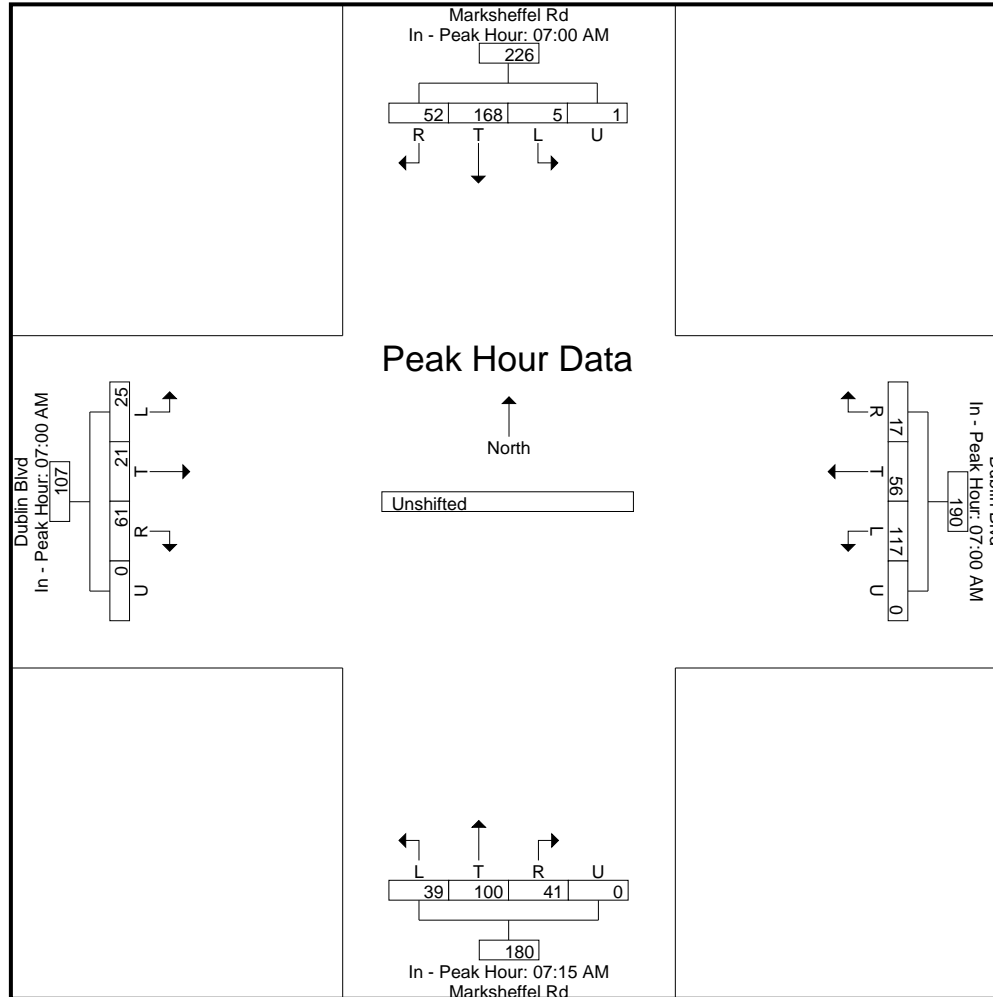 Marksheffel Rd
In - Peak Hour: 07:00 AM
226
52 168 5 1
R T L U
Peak Hour Data
North
Unshifted
Dublin Blvd
In - Peak Hour: 07:00 AM
107
25 21 61 0
L T R U
In - Peak Hour: 07:00 AM
190
17 56 117 0
R T L U
L T R U
39 100 41 0
180
In - Peak Hour: 07:15 AM
Marksheffel Rd